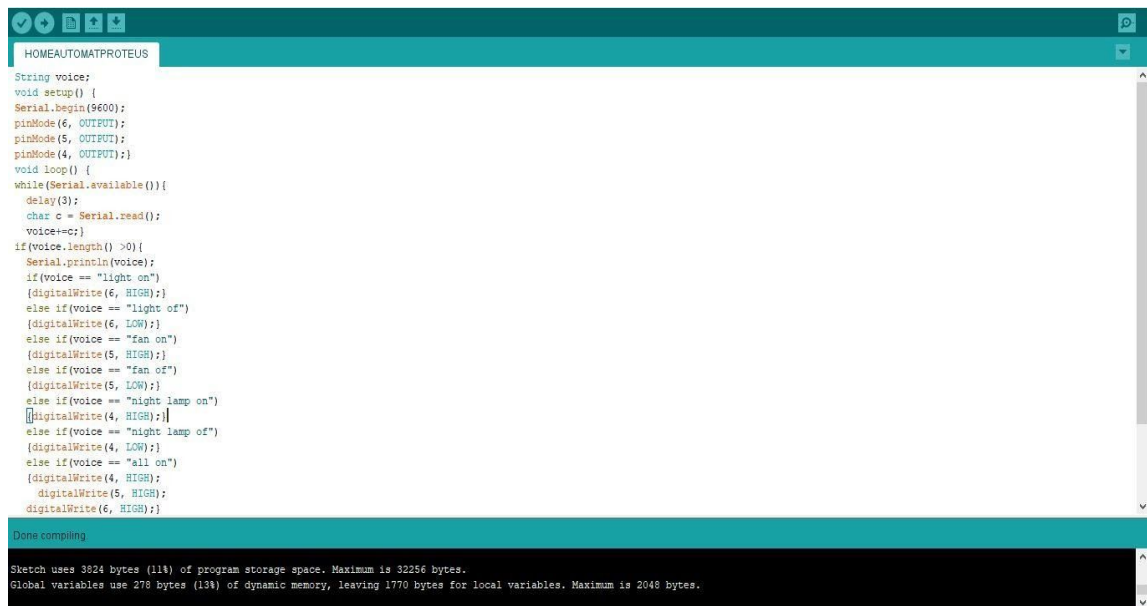 HOMEAUTOMATPROTEUS
String voice;
void setup() {
Serial.begin(9600);
pinMode(6, OUTPUT);
pinMode(5, OUTPUT);
pinMode(4, OUTPUT);}
void loop() {
while(Serial.available()){
delay(3);
char c = Serial.read();
voice+=c;}
if(voice.length() >0){
Serial.println(voice);
if(voice == "light on")
{digitalWrite(6, HIGH);}
else if(voice == "light of")
{digitalWrite(6, LOW);}
else if(voice == "fan on")
{digitalWrite(5, HIGH);}
else if(voice == "fan of")
{digitalWrite(5, LOW);}
else if(voice == "night lamp on")
{digitalWrite(4, HIGH);}
else if(voice == "night lamp of")
{digitalWrite(4, LOW);}
else if(voice == "all on")
{digitalWrite(4, HIGH);
digitalWrite(5, HIGH);
digitalWrite(6, HIGH);}
Done compiling.
Sketch uses 3824 bytes (11%) of program storage space. Maximum is 32256 bytes.
Global variables use 278 bytes (13%) of dynamic memory, leaving 1770 bytes for local variables. Maximum is 2048 bytes.